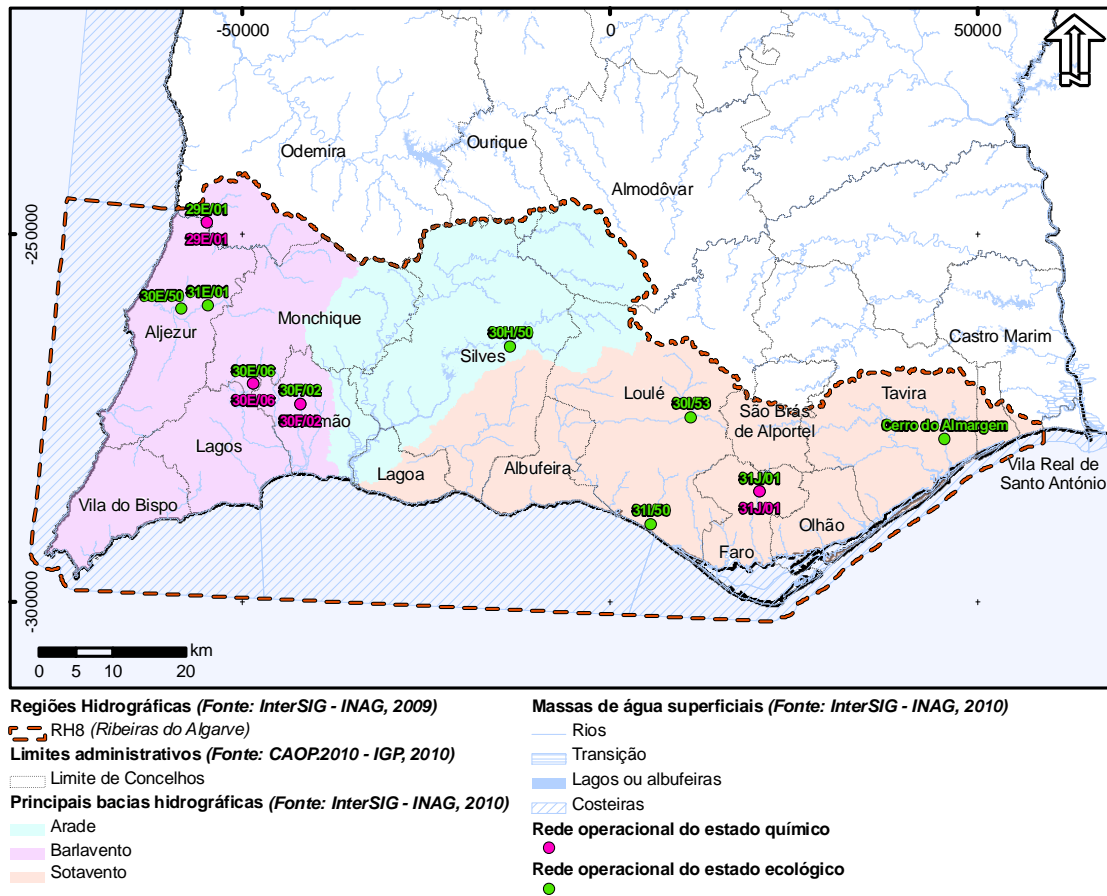 -50000
0
50000
N
-250000
-300000
Odemira
Ourique
Almodôvar
29E/01
29E/01
30E/50
31E/01
Aljezur
Monchique
30H/50
Silves
Castro Marim
30E/06
30E/06
30F/02
30F/02
mão
Loulé
30I/53
São Brás
de Alportel
Tavira
Cerro do Almargem
Lagos
Lagoa
Albufeira
Vila Real de
Santo António
Vila do Bispo
31J/01
31J/01
31I/50
Olhão
Faro
km
0 5 10 20
Regiões Hidrográficas (Fonte: InterSIG - INAG, 2009)
RH8 (Ribeiras do Algarve)
Limites administrativos (Fonte: CAOP.2010 - IGP, 2010)
Limite de Concelhos
Principais bacias hidrográficas (Fonte: InterSIG - INAG, 2010)
Arade
Barlavento
Sotavento
Massas de água superficiais (Fonte: InterSIG - INAG, 2010)
Rios
Transição
Lagos ou albufeiras
Costeiras
Rede operacional do estado químico
Rede operacional do estado ecológico